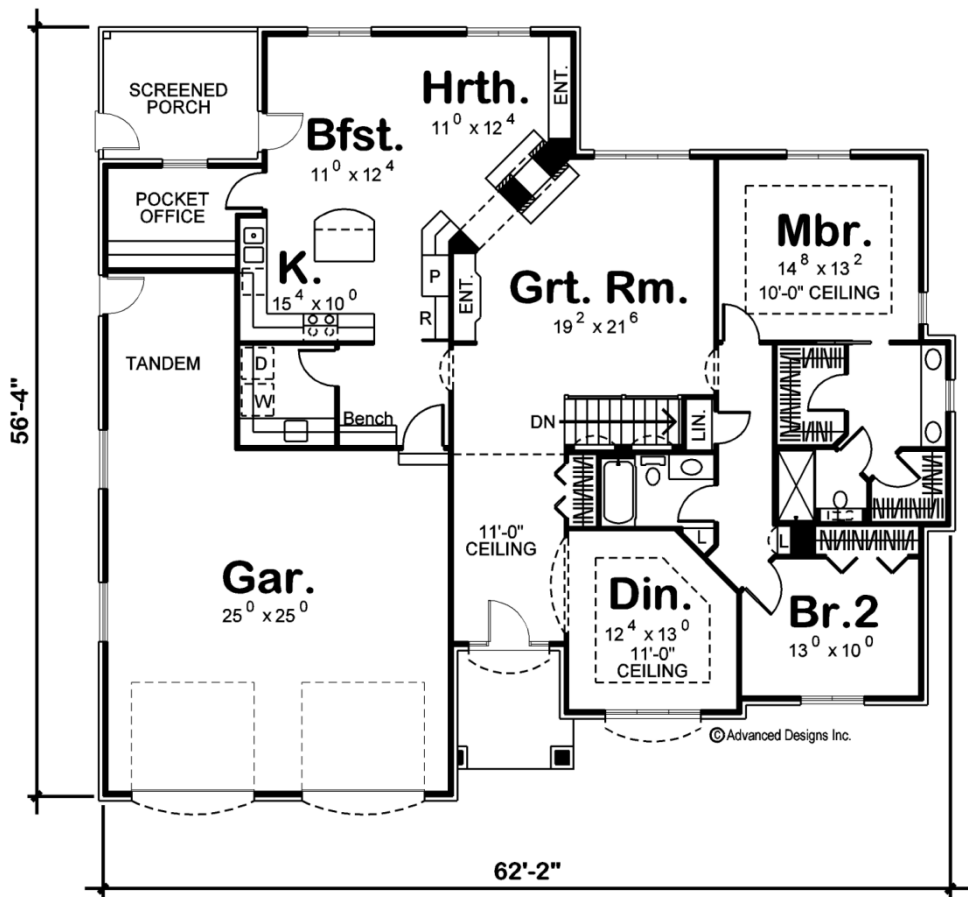 SCREENED
PORCH
Hrth.
11⁰ x 12⁴
ENT.
Bfst.
11⁰ x 12⁴
POCKET
OFFICE
Mbr.
14⁸ x 13²
10'-0" CEILING
K.
15⁴ x 10⁰
P
R
ENT.
Grt. Rm.
19² x 21⁶
TANDEM
D
W
Bench
DN
LIN.
56'-4"
11'-0"
CEILING
L
L
Gar.
25⁰ x 25⁰
Din.
12⁴ x 13⁰
11'-0"
CEILING
Br.2
13⁰ x 10⁰
© Advanced Designs Inc.
62'-2"